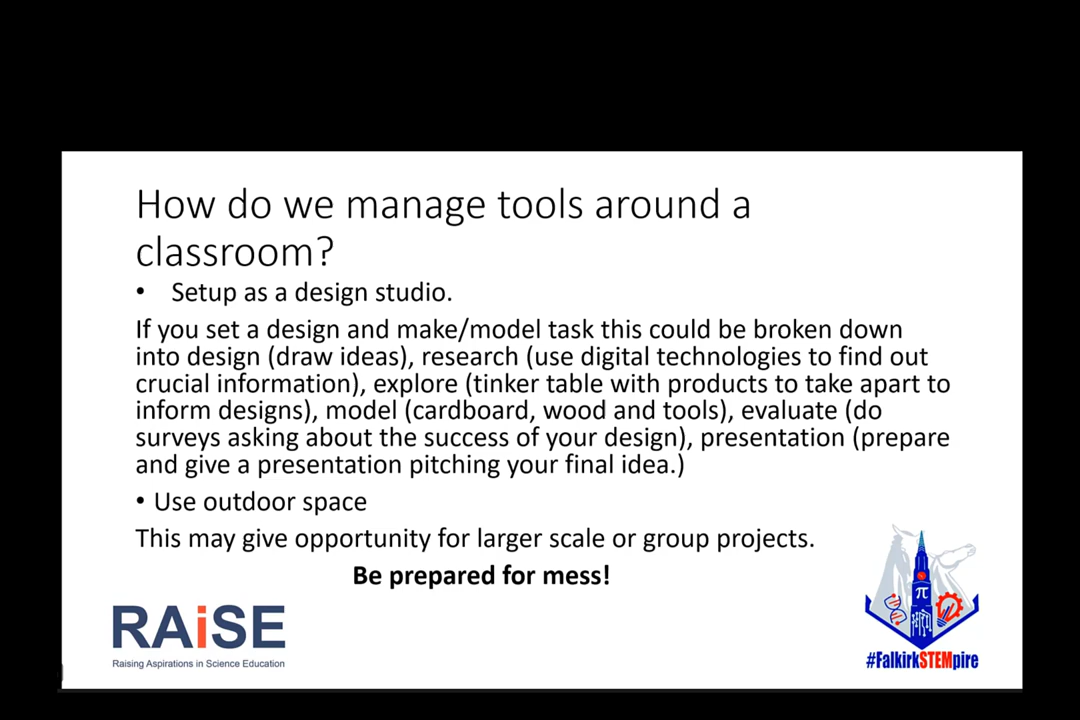 How do we manage tools around a
classroom?
• Setup as a design studio.
If you set a design and make/model task this could be broken down
into design (draw ideas), research (use digital technologies to find out
crucial information), explore (tinker table with products to take apart to
inform designs), model (cardboard, wood and tools), evaluate (do
surveys asking about the success of your design), presentation (prepare
and give a presentation pitching your final idea.)
• Use outdoor space
This may give opportunity for larger scale or group projects.
Be prepared for mess!
RAiSE
Raising Aspirations in Science Education
π
#FalkirkSTEMpire